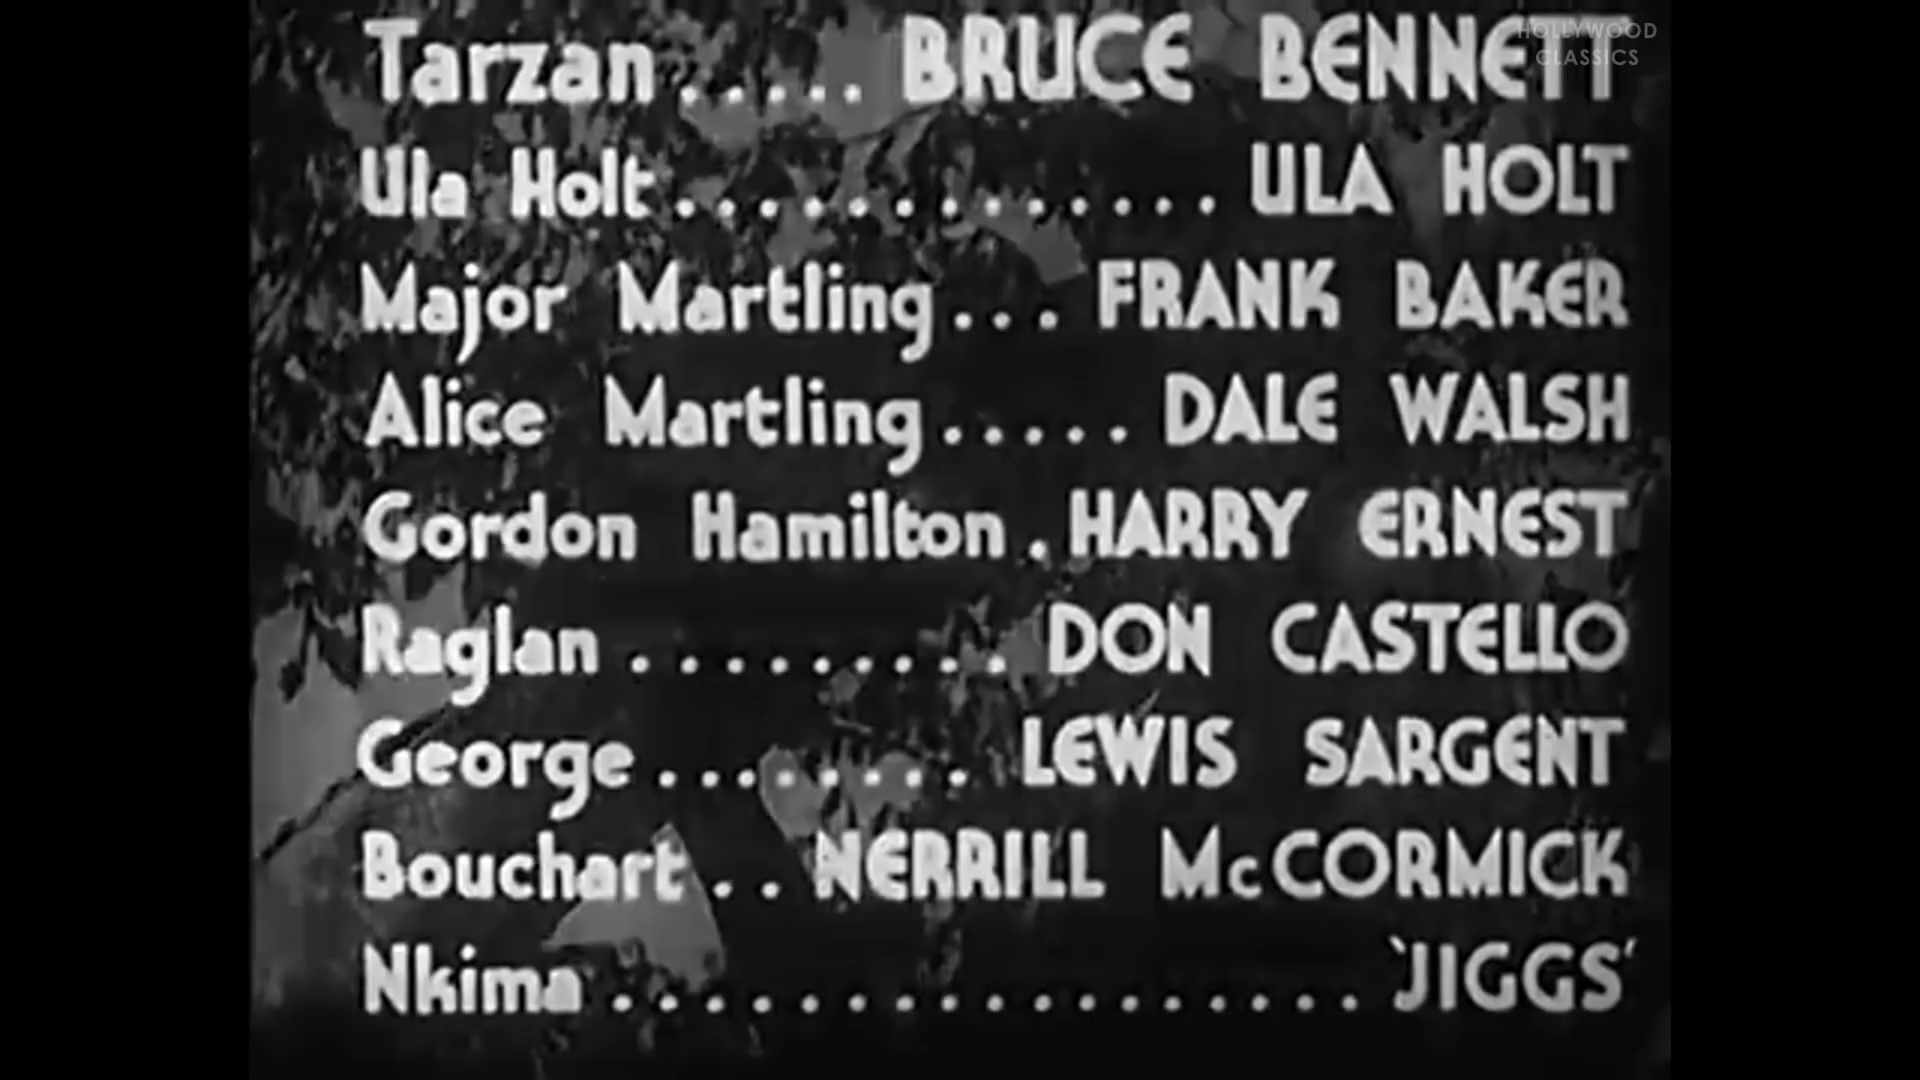 HOLLYWOOD
CLASSICS
Tarzan ..... BRUCE BENNETT
Ula Holt ............. ULA HOLT
Major Martling ... FRANK BAKER
Alice Martling ..... DALE WALSH
Gordon Hamilton . HARRY ERNEST
Raglan ......... DON CASTELLO
George ........ LEWIS SARGENT
Bouchart .. NERRILL McCORMICK
Nkima ................ 'JIGGS'